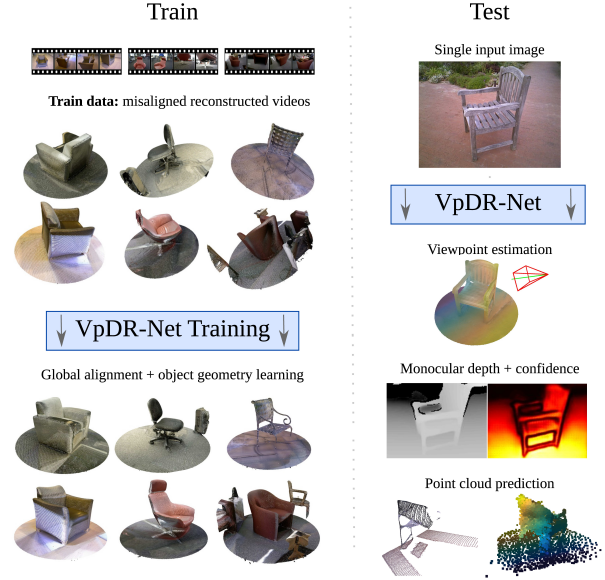 Train
Train data: misaligned reconstructed videos
VpDR-Net Training
Global alignment + object geometry learning
Test
Single input image
VpDR-Net
Viewpoint estimation
Monocular depth + confidence
Point cloud prediction